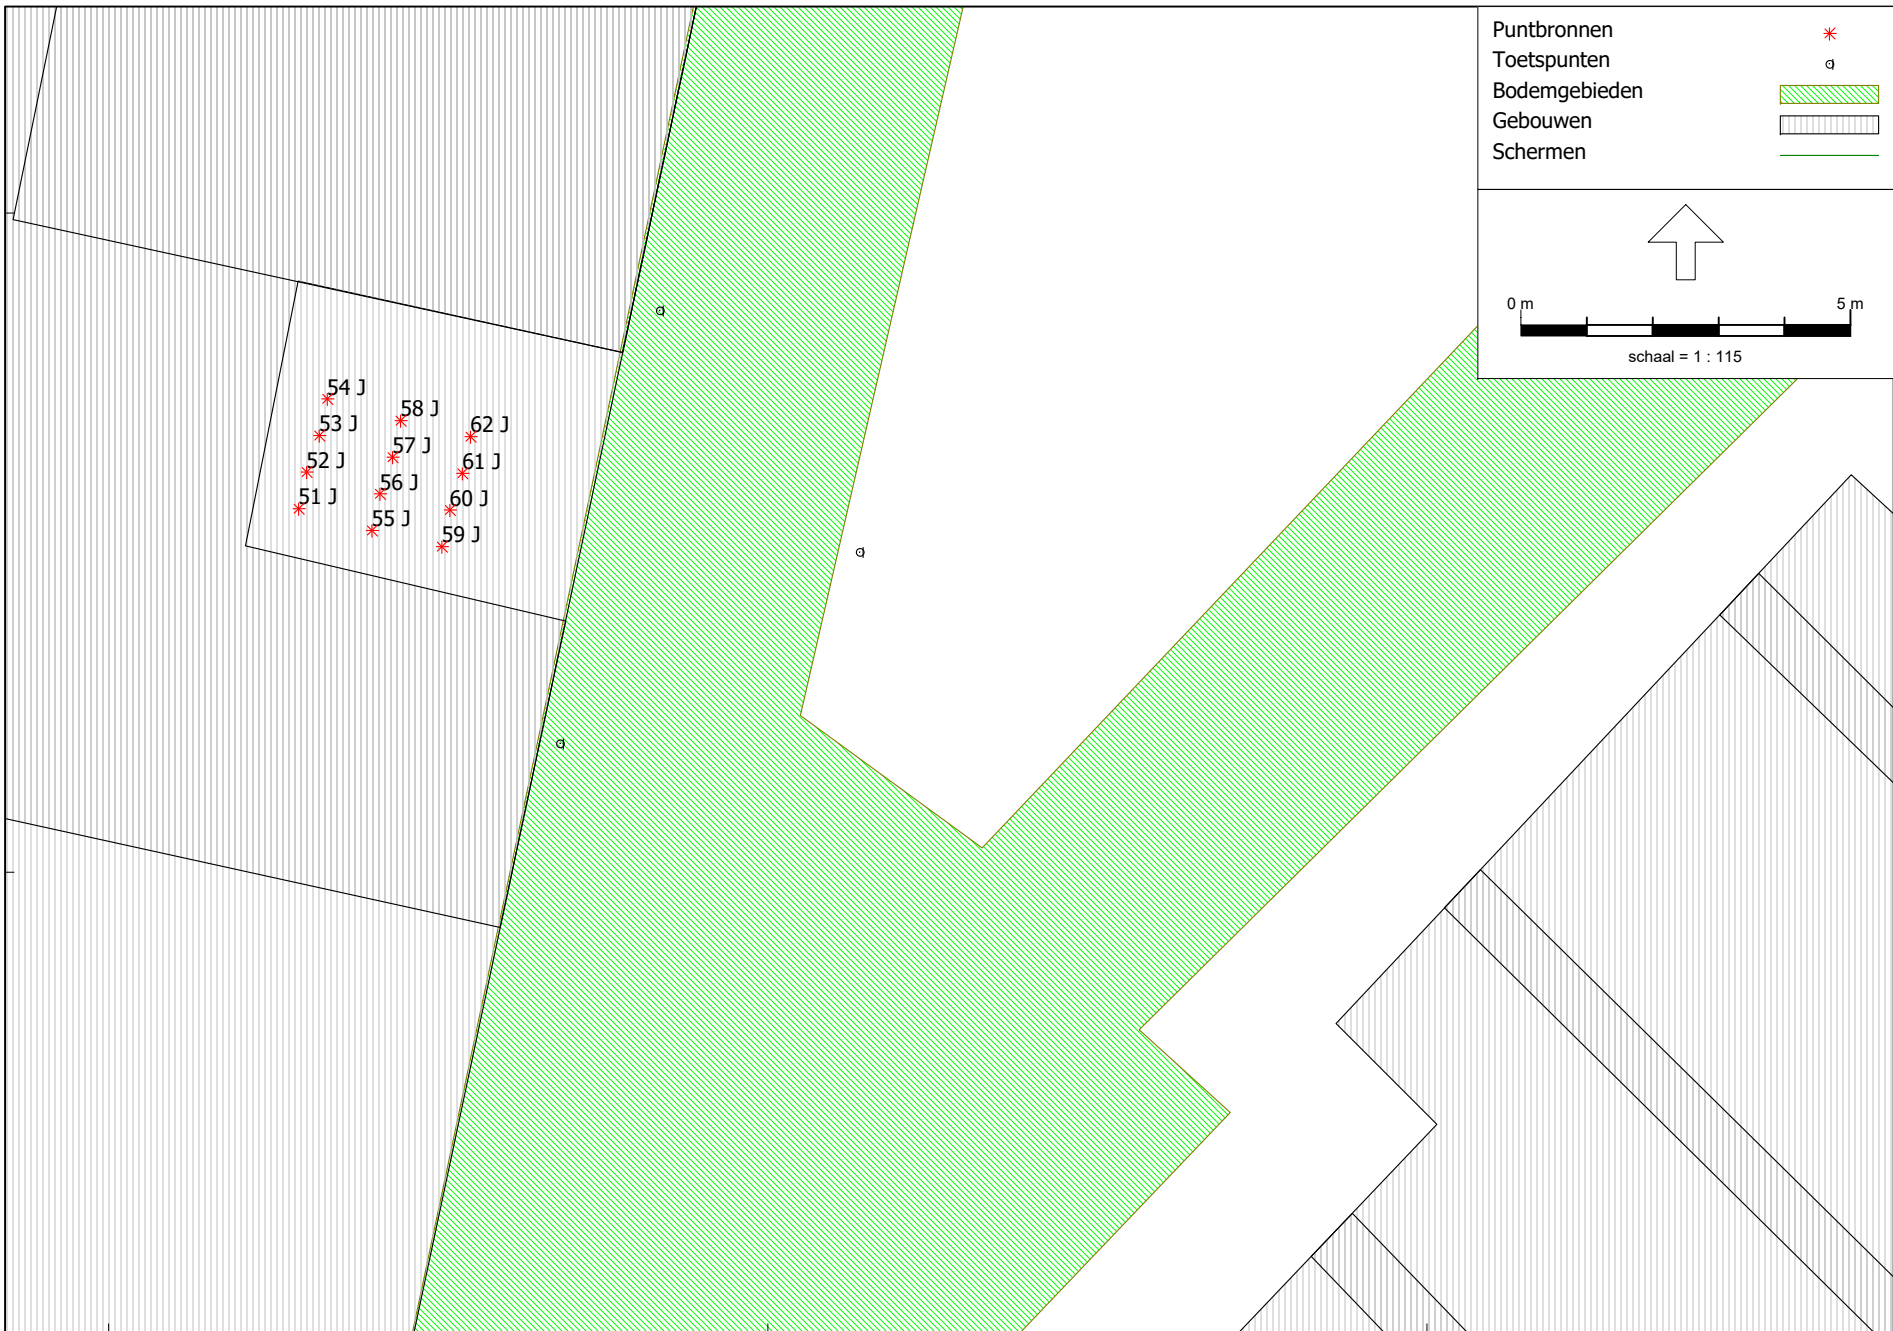 Puntbronnen
Toetspunten
Bodemgebieden
Gebouwen
Schermen
0 m 5 m
schaal = 1 : 115
54 J
58 J
53 J
62 J
57 J
52 J
61 J
56 J
51 J
60 J
55 J
59 J